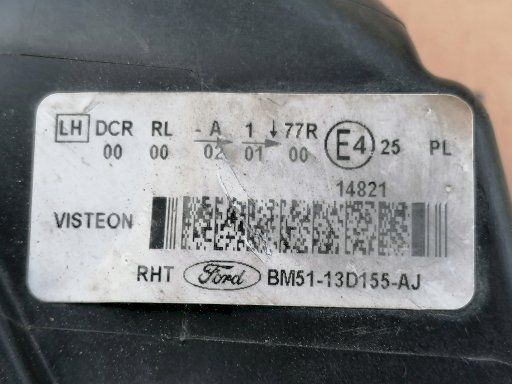 LH DCR RL A 1 ↓ 77R E4 25 PL
00 00 02 01 00
14821
VISTEON
RHT Ford BM51-13D155-AJ